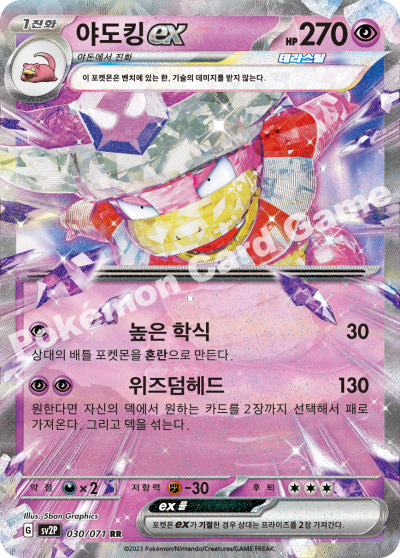 1진화
야도킹ex
HP 270
야돈에서 진화
테라스탈
이 포켓몬은 벤치에 있는 한, 기술의 데미지를 받지 않는다.
Pokémon Card Game
높은 학식 30
상대의 배틀 포켓몬을 혼란으로 만든다.
위즈덤헤드 130
원한다면 자신의 덱에서 원하는 카드를 2장까지 선택해서 패로
가져온다. 그리고 덱을 섞는다.
약점 ×2 저항력 -30 후퇴
Illus. 5ban Graphics
G sv2P 030/071 RR
ex 룰
포켓몬 ex가 기절한 경우 상대는 프라이즈를 2장 가져간다.
©2023 Pokémon/Nintendo/Creatures/GAME FREAK.